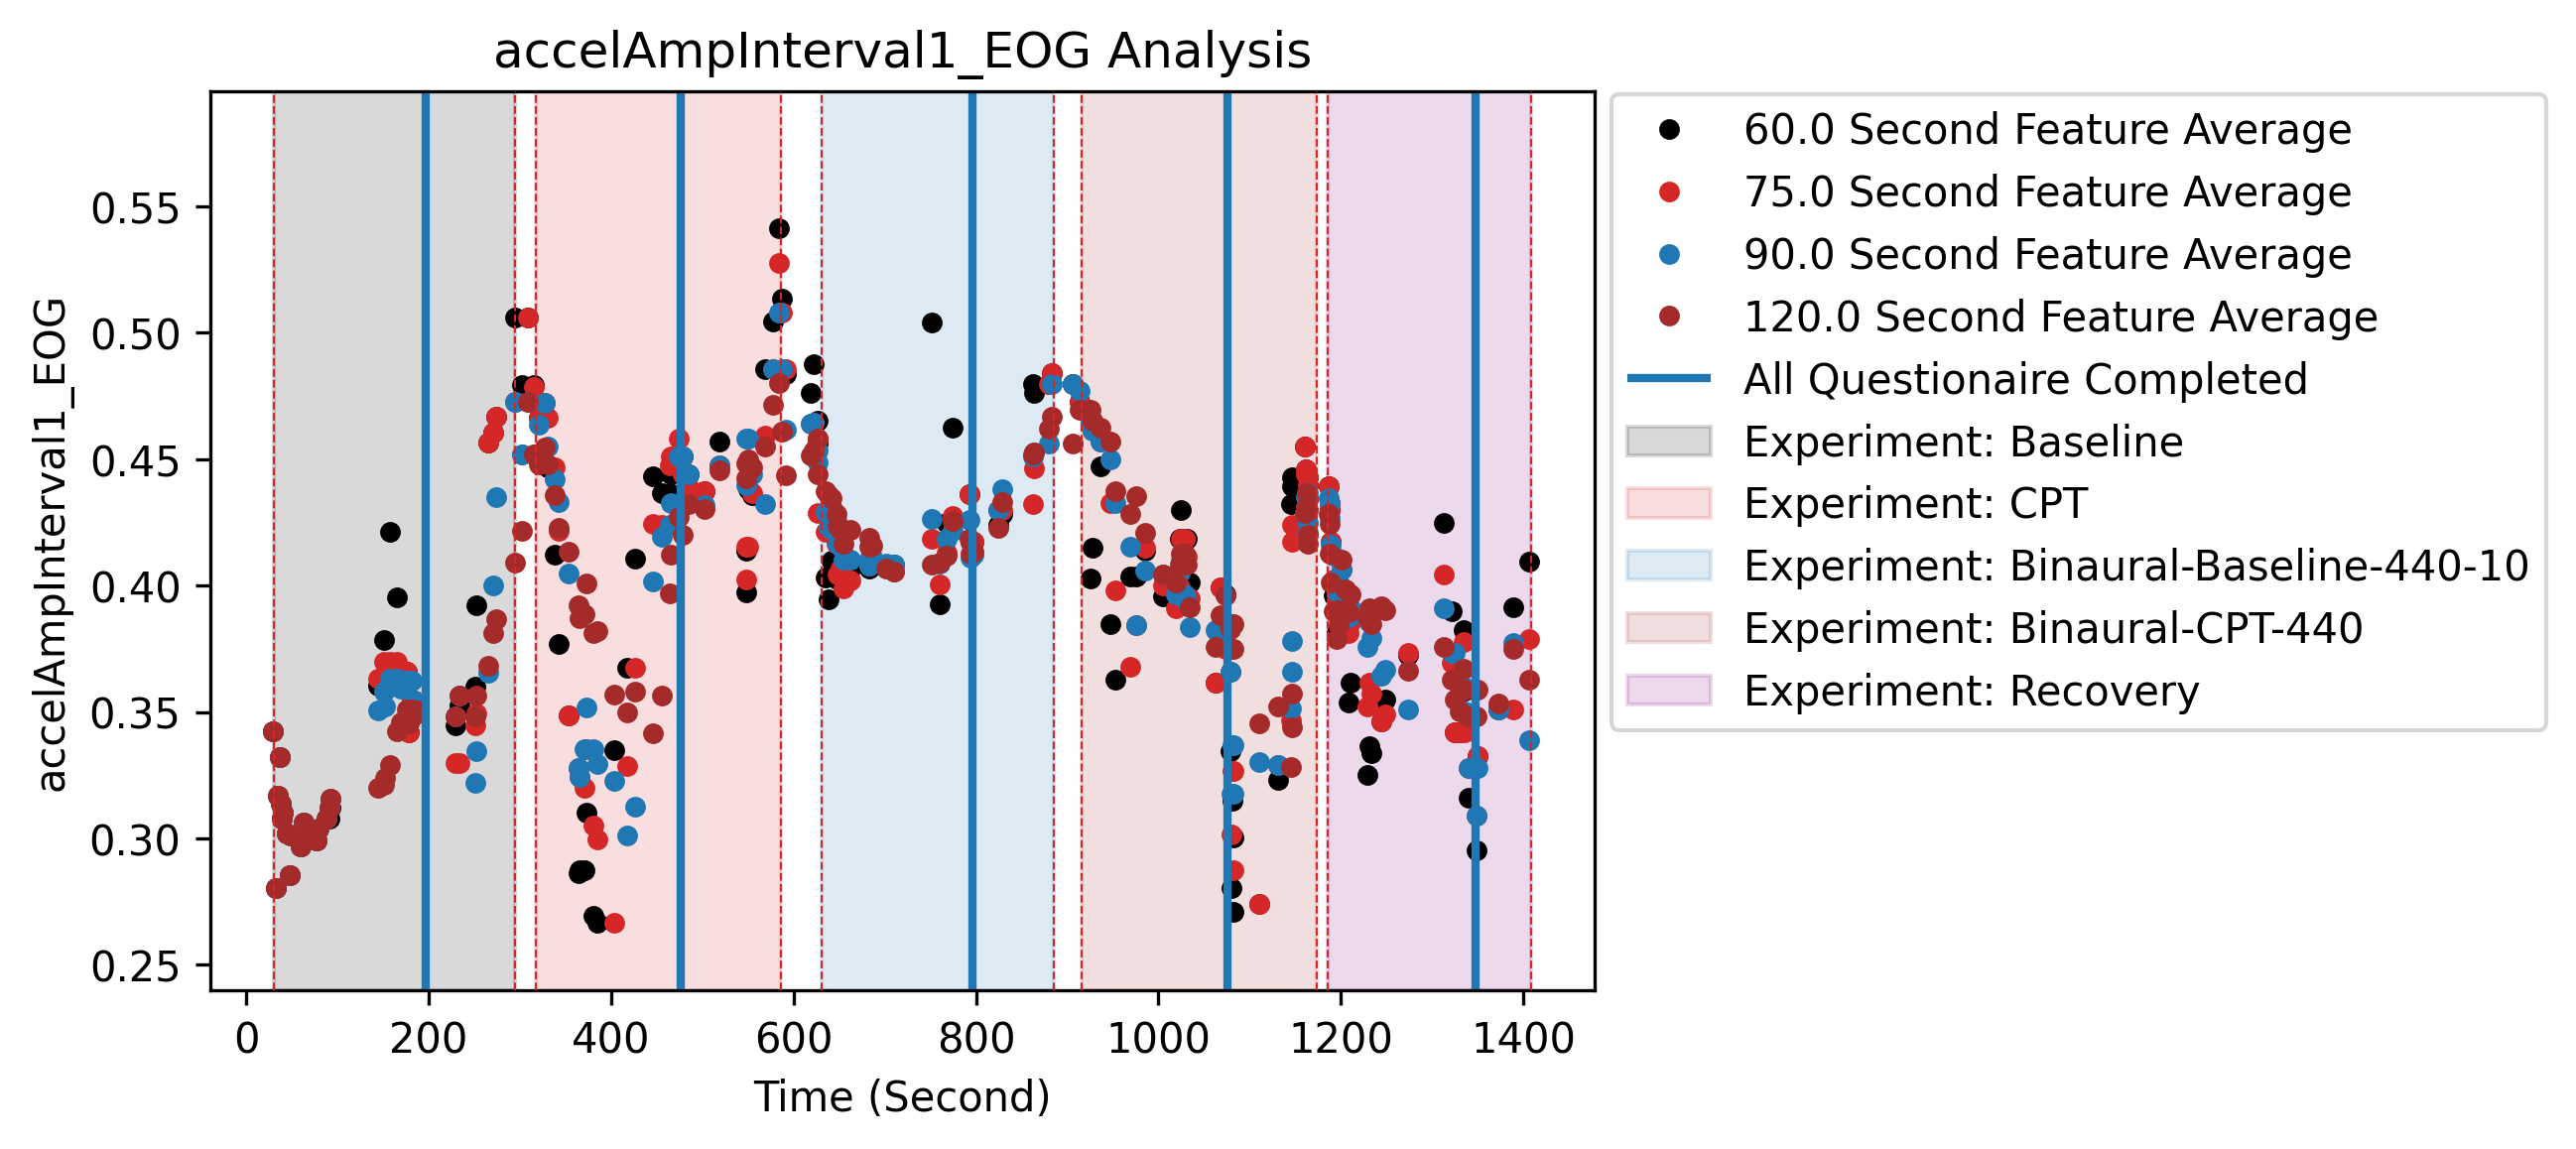 accelAmpInterval1_EOG Analysis
accelAmpInterval1_EOG
0.55
0.50
0.45
0.40
0.35
0.30
0.25
0 200 400 600 800 1000 1200 1400
Time (Second)
60.0 Second Feature Average
75.0 Second Feature Average
90.0 Second Feature Average
120.0 Second Feature Average
All Questionaire Completed
Experiment: Baseline
Experiment: CPT
Experiment: Binaural-Baseline-440-10
Experiment: Binaural-CPT-440
Experiment: Recovery